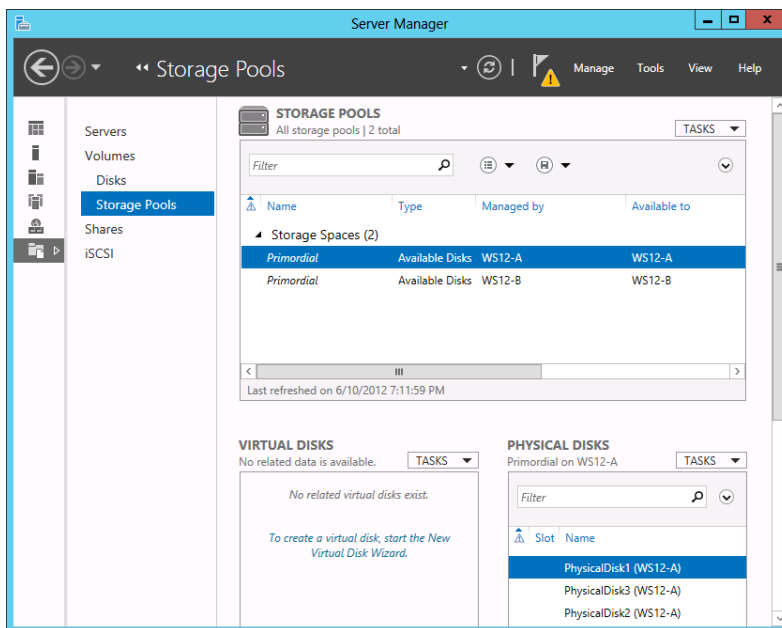 Server Manager
Storage Pools
Manage Tools View Help
Servers
Volumes
Disks
Storage Pools
Shares
iSCSI
STORAGE POOLS
All storage pools | 2 total
TASKS
Filter
Name Type Managed by Available to
Storage Spaces (2)
Primordial Available Disks WS12-A WS12-A
Primordial Available Disks WS12-B WS12-B
Last refreshed on 6/10/2012 7:11:59 PM
VIRTUAL DISKS
No related data is available.
TASKS
No related virtual disks exist.
To create a virtual disk, start the New
Virtual Disk Wizard.
PHYSICAL DISKS
Primordial on WS12-A
TASKS
Filter
Slot Name
PhysicalDisk1 (WS12-A)
PhysicalDisk3 (WS12-A)
PhysicalDisk2 (WS12-A)